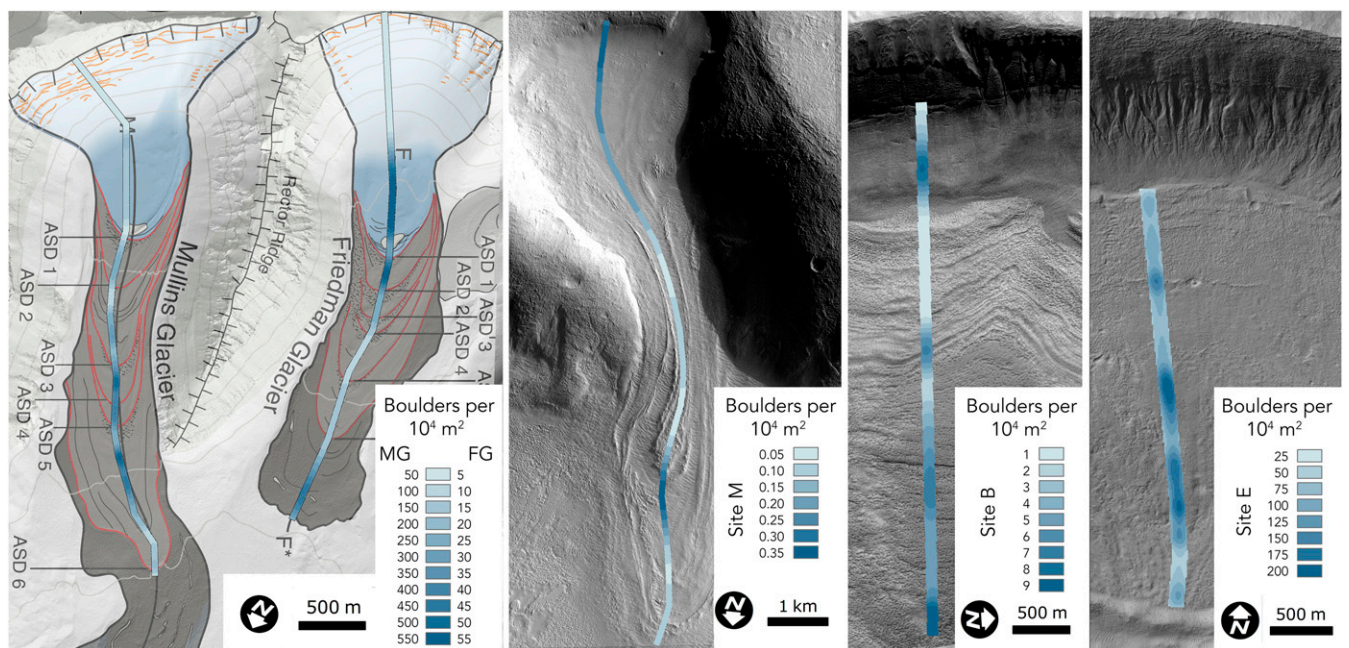 M
F
ASD 1
ASD 2
ASD 3
ASD 4
ASD 5
ASD 6
Mullins Glacier
Rector Ridge
Friedman Glacier
ASD 1
ASD 2
ASD 3
ASD 4
F*
Boulders per
10⁴ m²
MG FG
50 5
100 10
150 15
200 20
250 25
300 30
350 35
400 40
450 45
500 50
550 55
N
500 m
Boulders per
10⁴ m²
Site M
0.05
0.10
0.15
0.20
0.25
0.30
0.35
N
1 km
Boulders per
10⁴ m²
Site B
1
2
3
4
5
6
7
8
9
N
500 m
Boulders per
10⁴ m²
Site E
25
50
75
100
125
150
175
200
N
500 m